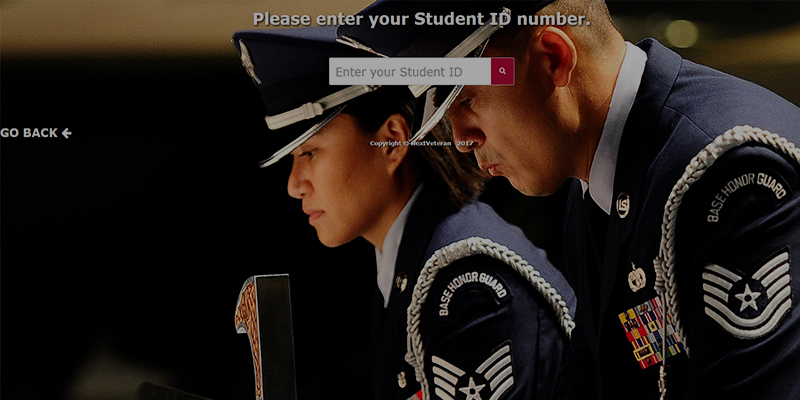 Please enter your Student ID number.
Enter your Student ID
GO BACK
Copyright © NextVeteran 2017
BASE HONOR GUARD
BASE HONOR GUARD
US